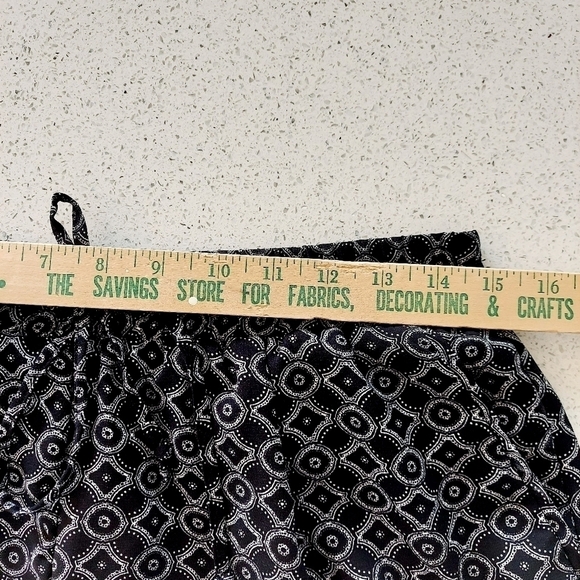 7 8 9 10 11 12 13 14 15 16
THE SAVINGS STORE FOR FABRICS, DECORATING & CRAFTS